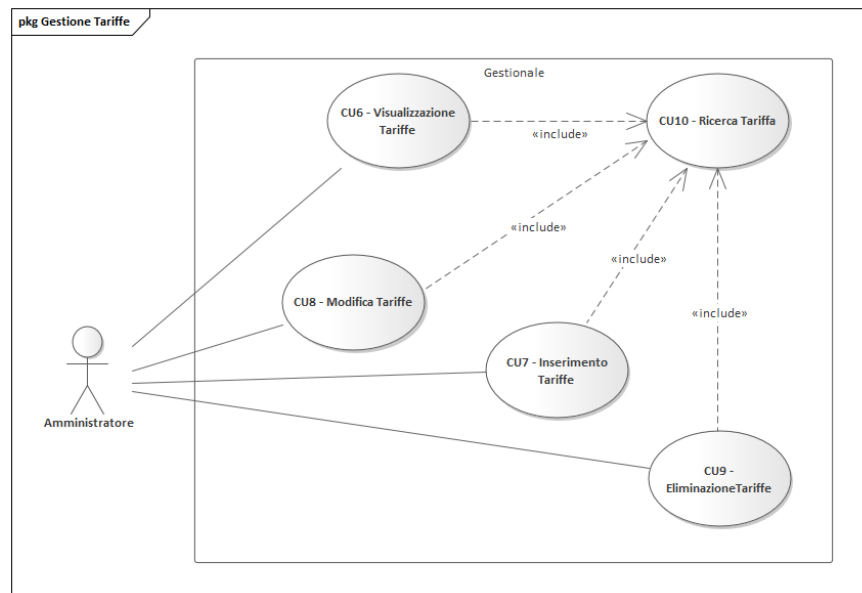 pkg Gestione Tariffe
Gestionale
CU6 - Visualizzazione
Tariffe
CU10 - Ricerca Tariffa
«include»
«include»
«include»
CU8 - Modifica Tariffe
«include»
CU7 - Inserimento
Tariffe
Amministratore
CU9 -
EliminazioneTariffe